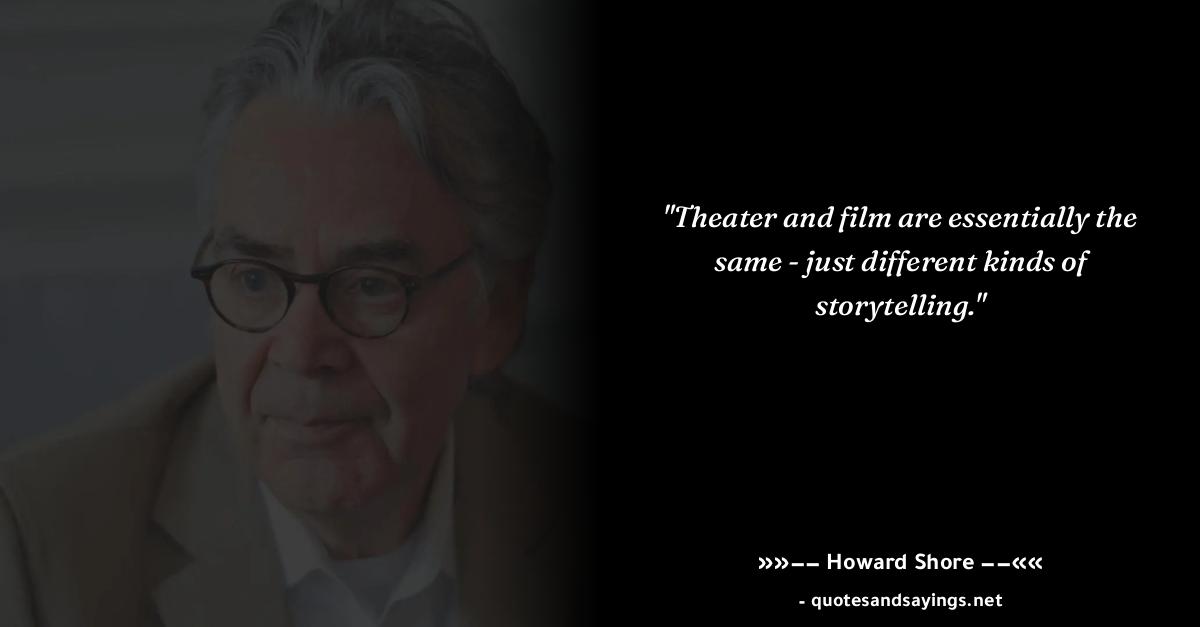 "Theater and film are essentially the
same - just different kinds of
storytelling."
»»–– Howard Shore ––««
- quotesandsayings.net